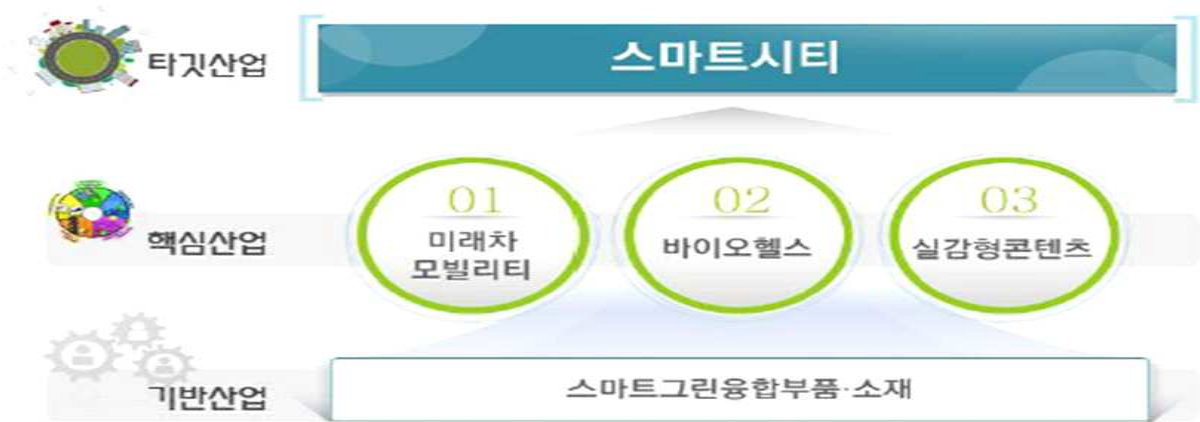 타깃산업
스마트시티
핵심산업
01
미래차
모빌리티
02
바이오헬스
03
실감형콘텐츠
기반산업
스마트그린융합부품·소재